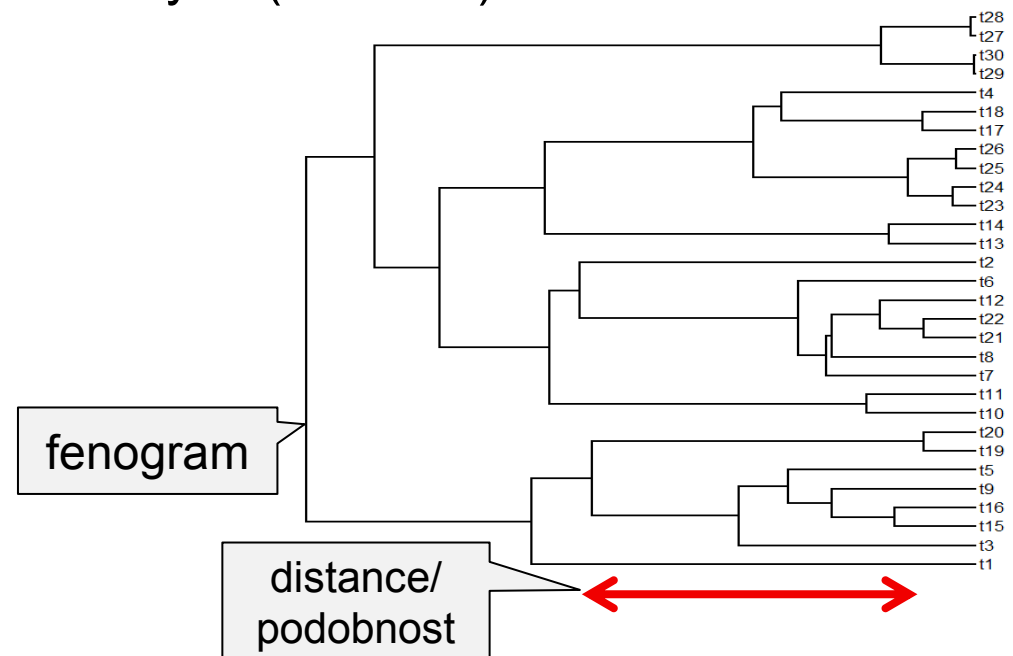 t28
t27
t30
t29
t4
t18
t17
t26
t25
t24
t23
t14
t13
t2
t6
t12
t22
t21
t8
t7
t11
t10
fenogram
t20
t19
t5
t9
t16
t15
t3
t1
distance/
podobnost